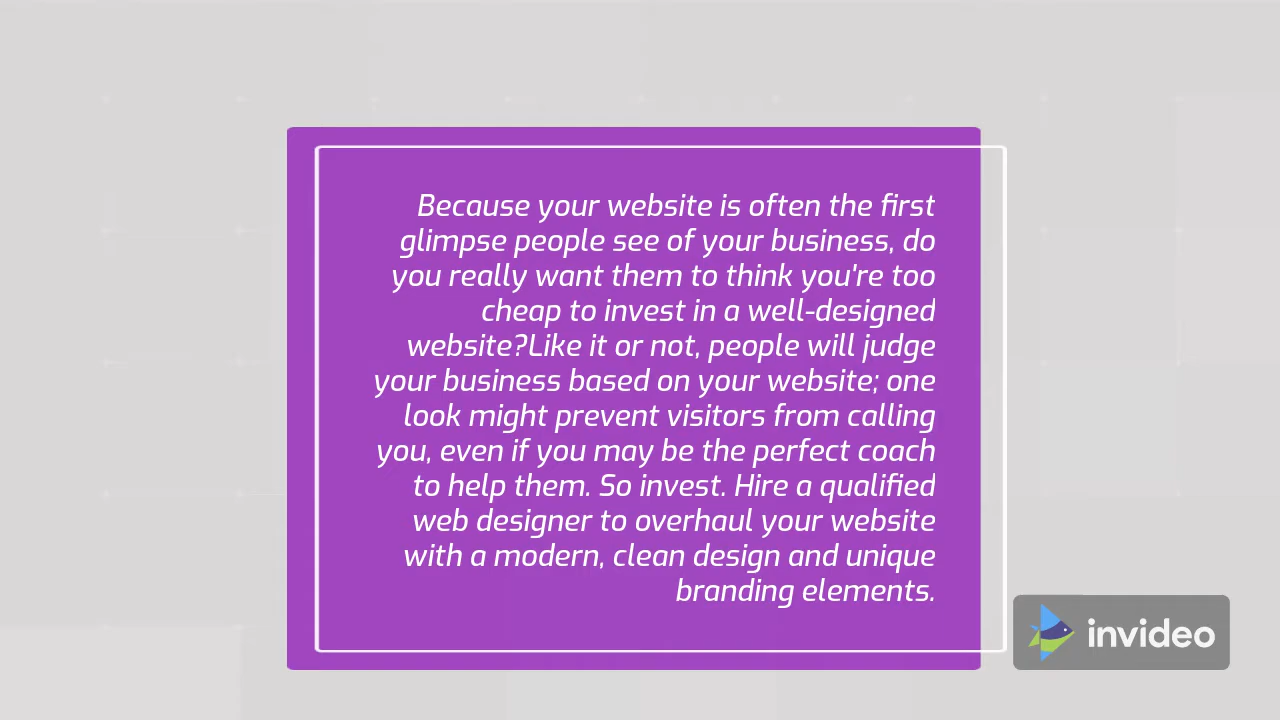 Because your website is often the first
glimpse people see of your business, do
you really want them to think you're too
cheap to invest in a well-designed
website?Like it or not, people will judge
your business based on your website; one
look might prevent visitors from calling
you, even if you may be the perfect coach
to help them. So invest. Hire a qualified
web designer to overhaul your website
with a modern, clean design and unique
branding elements.
invideo